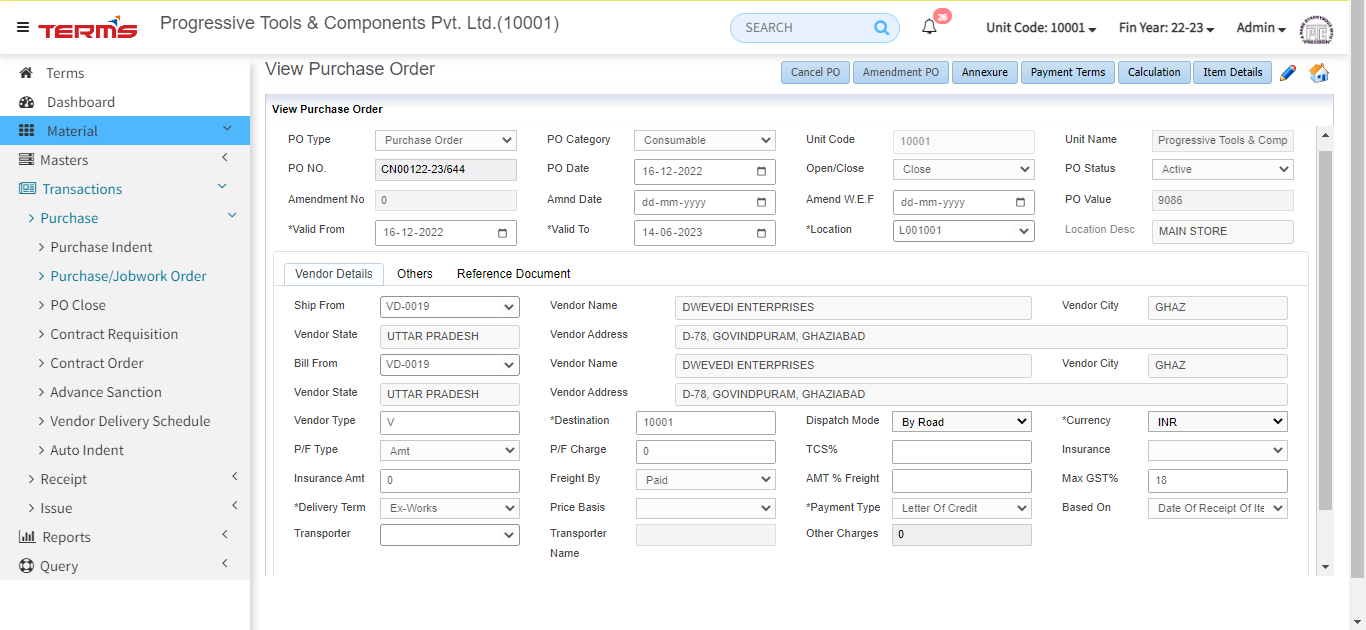 TERMS
Progressive Tools & Components Pvt. Ltd.(10001)
SEARCH
26
Unit Code: 10001
Fin Year: 22-23
Admin
Terms
Dashboard
Material
Masters
Transactions
Purchase
Purchase Indent
Purchase/Jobwork Order
PO Close
Contract Requisition
Contract Order
Advance Sanction
Vendor Delivery Schedule
Auto Indent
Receipt
Issue
Reports
Query
View Purchase Order
Cancel PO Amendment PO Annexure Payment Terms Calculation Item Details
View Purchase Order
PO Type Purchase Order PO Category Consumable Unit Code 10001 Unit Name Progressive Tools & Comp
PO NO. CN00122-23/644 PO Date 16-12-2022 Open/Close Close PO Status Active
Amendment No 0 Amnd Date dd-mm-yyyy Amend W.E.F dd-mm-yyyy PO Value 9086
*Valid From 16-12-2022 *Valid To 14-06-2023 *Location L001001 Location Desc MAIN STORE
Vendor Details Others Reference Document
Ship From VD-0019 Vendor Name DWEVEDI ENTERPRISES Vendor City GHAZ
Vendor State UTTAR PRADESH Vendor Address D-78, GOVINDPURAM, GHAZIABAD
Bill From VD-0019 Vendor Name DWEVEDI ENTERPRISES Vendor City GHAZ
Vendor State UTTAR PRADESH Vendor Address D-78, GOVINDPURAM, GHAZIABAD
Vendor Type V *Destination 10001 Dispatch Mode By Road *Currency INR
P/F Type Amt P/F Charge 0 TCS% Insurance
Insurance Amt 0 Freight By Paid AMT % Freight Max GST% 18
*Delivery Term Ex-Works Price Basis *Payment Type Letter Of Credit Based On Date Of Receipt Of Ite
Transporter Transporter Name Other Charges 0